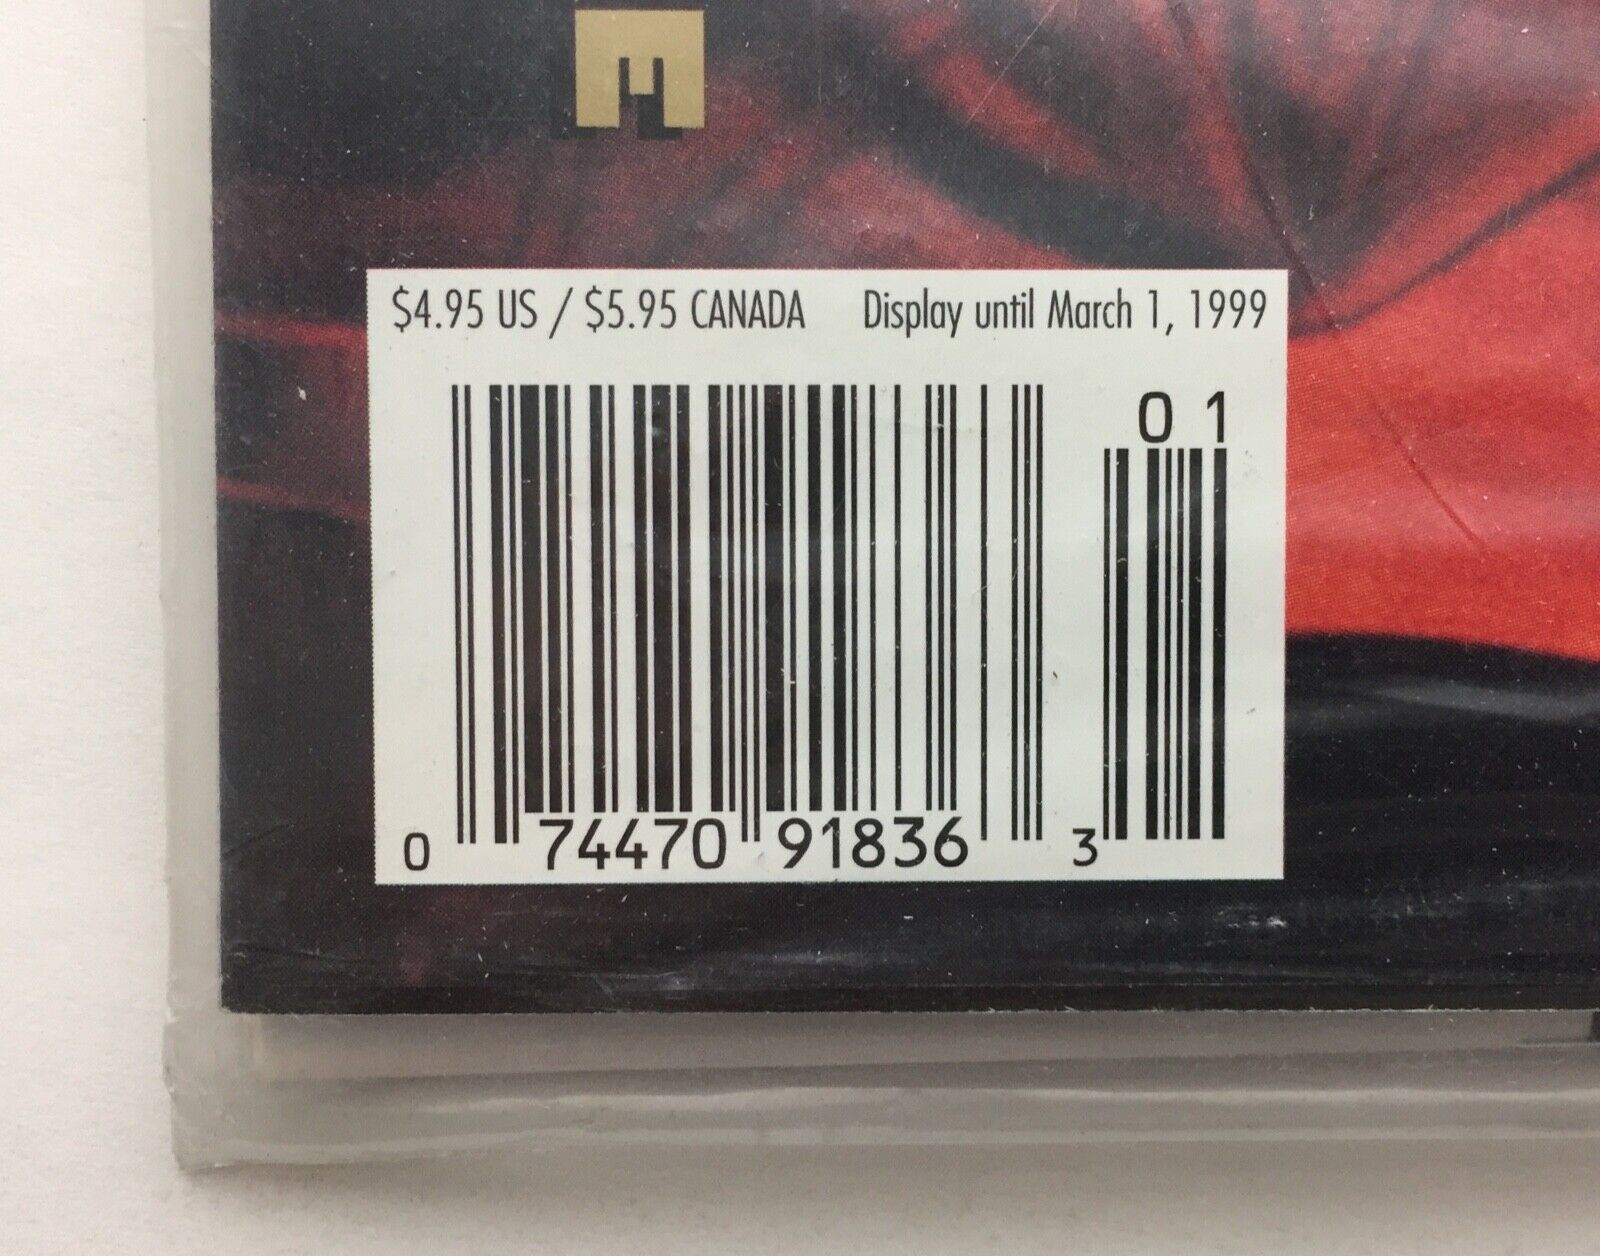 $4.95 US / $5.95 CANADA Display until March 1, 1999
01
0 74470 91836 3